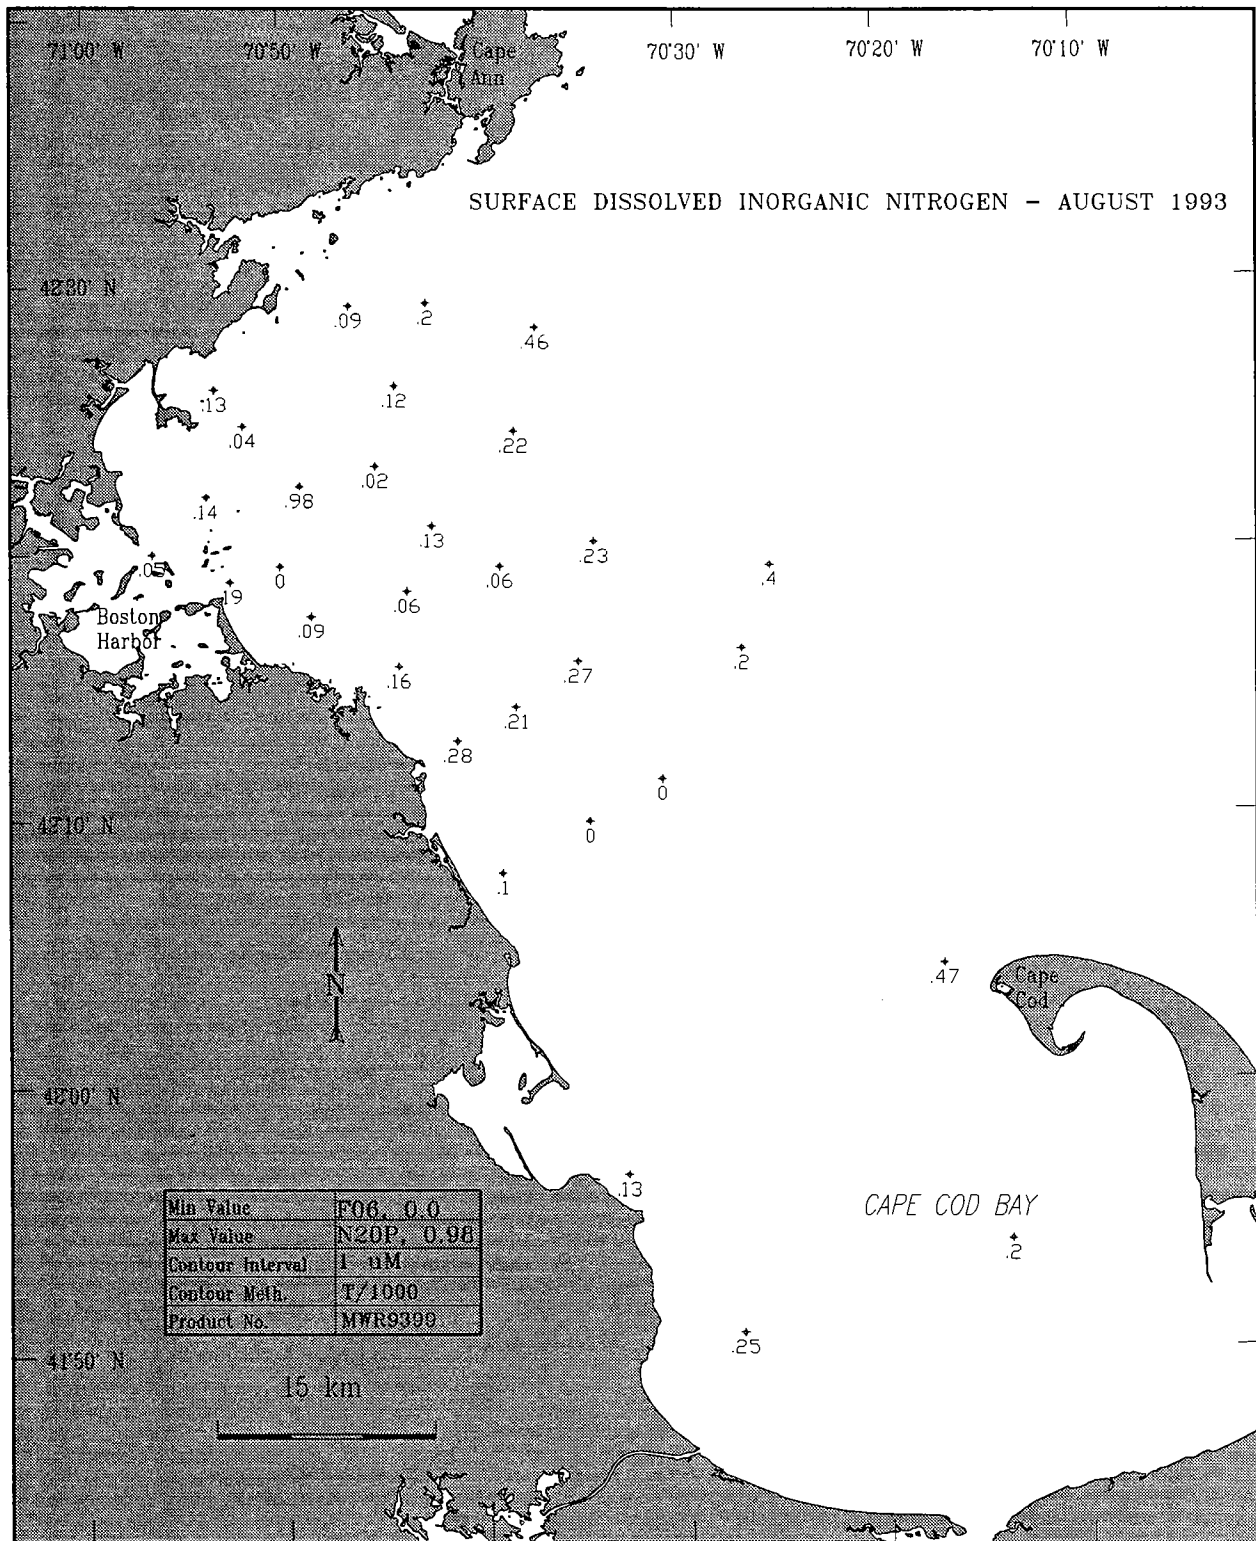 71°00' W 70°50' W 70°30' W 70°20' W 70°10' W
Cape
Ann
SURFACE DISSOLVED INORGANIC NITROGEN - AUGUST 1993
42°30' N
.09 .2 .46
.13 .12
.04 .22
.02
.98
.14
.13 .23
.05 0 .06 .4
.19 .06
Boston
Harbor
.09
.16 .27 .2
.21
.28
0
42°10' N
0
.1
.47
Cape
Cod
N
42°00' N
.13
CAPE COD BAY
.2
Min Value F06, 0.0
Max Value N20P, 0.98
Contour Interval 1 uM
Contour Meth. T/1000
Product No. MWR9399
.25
41°50' N
15 km